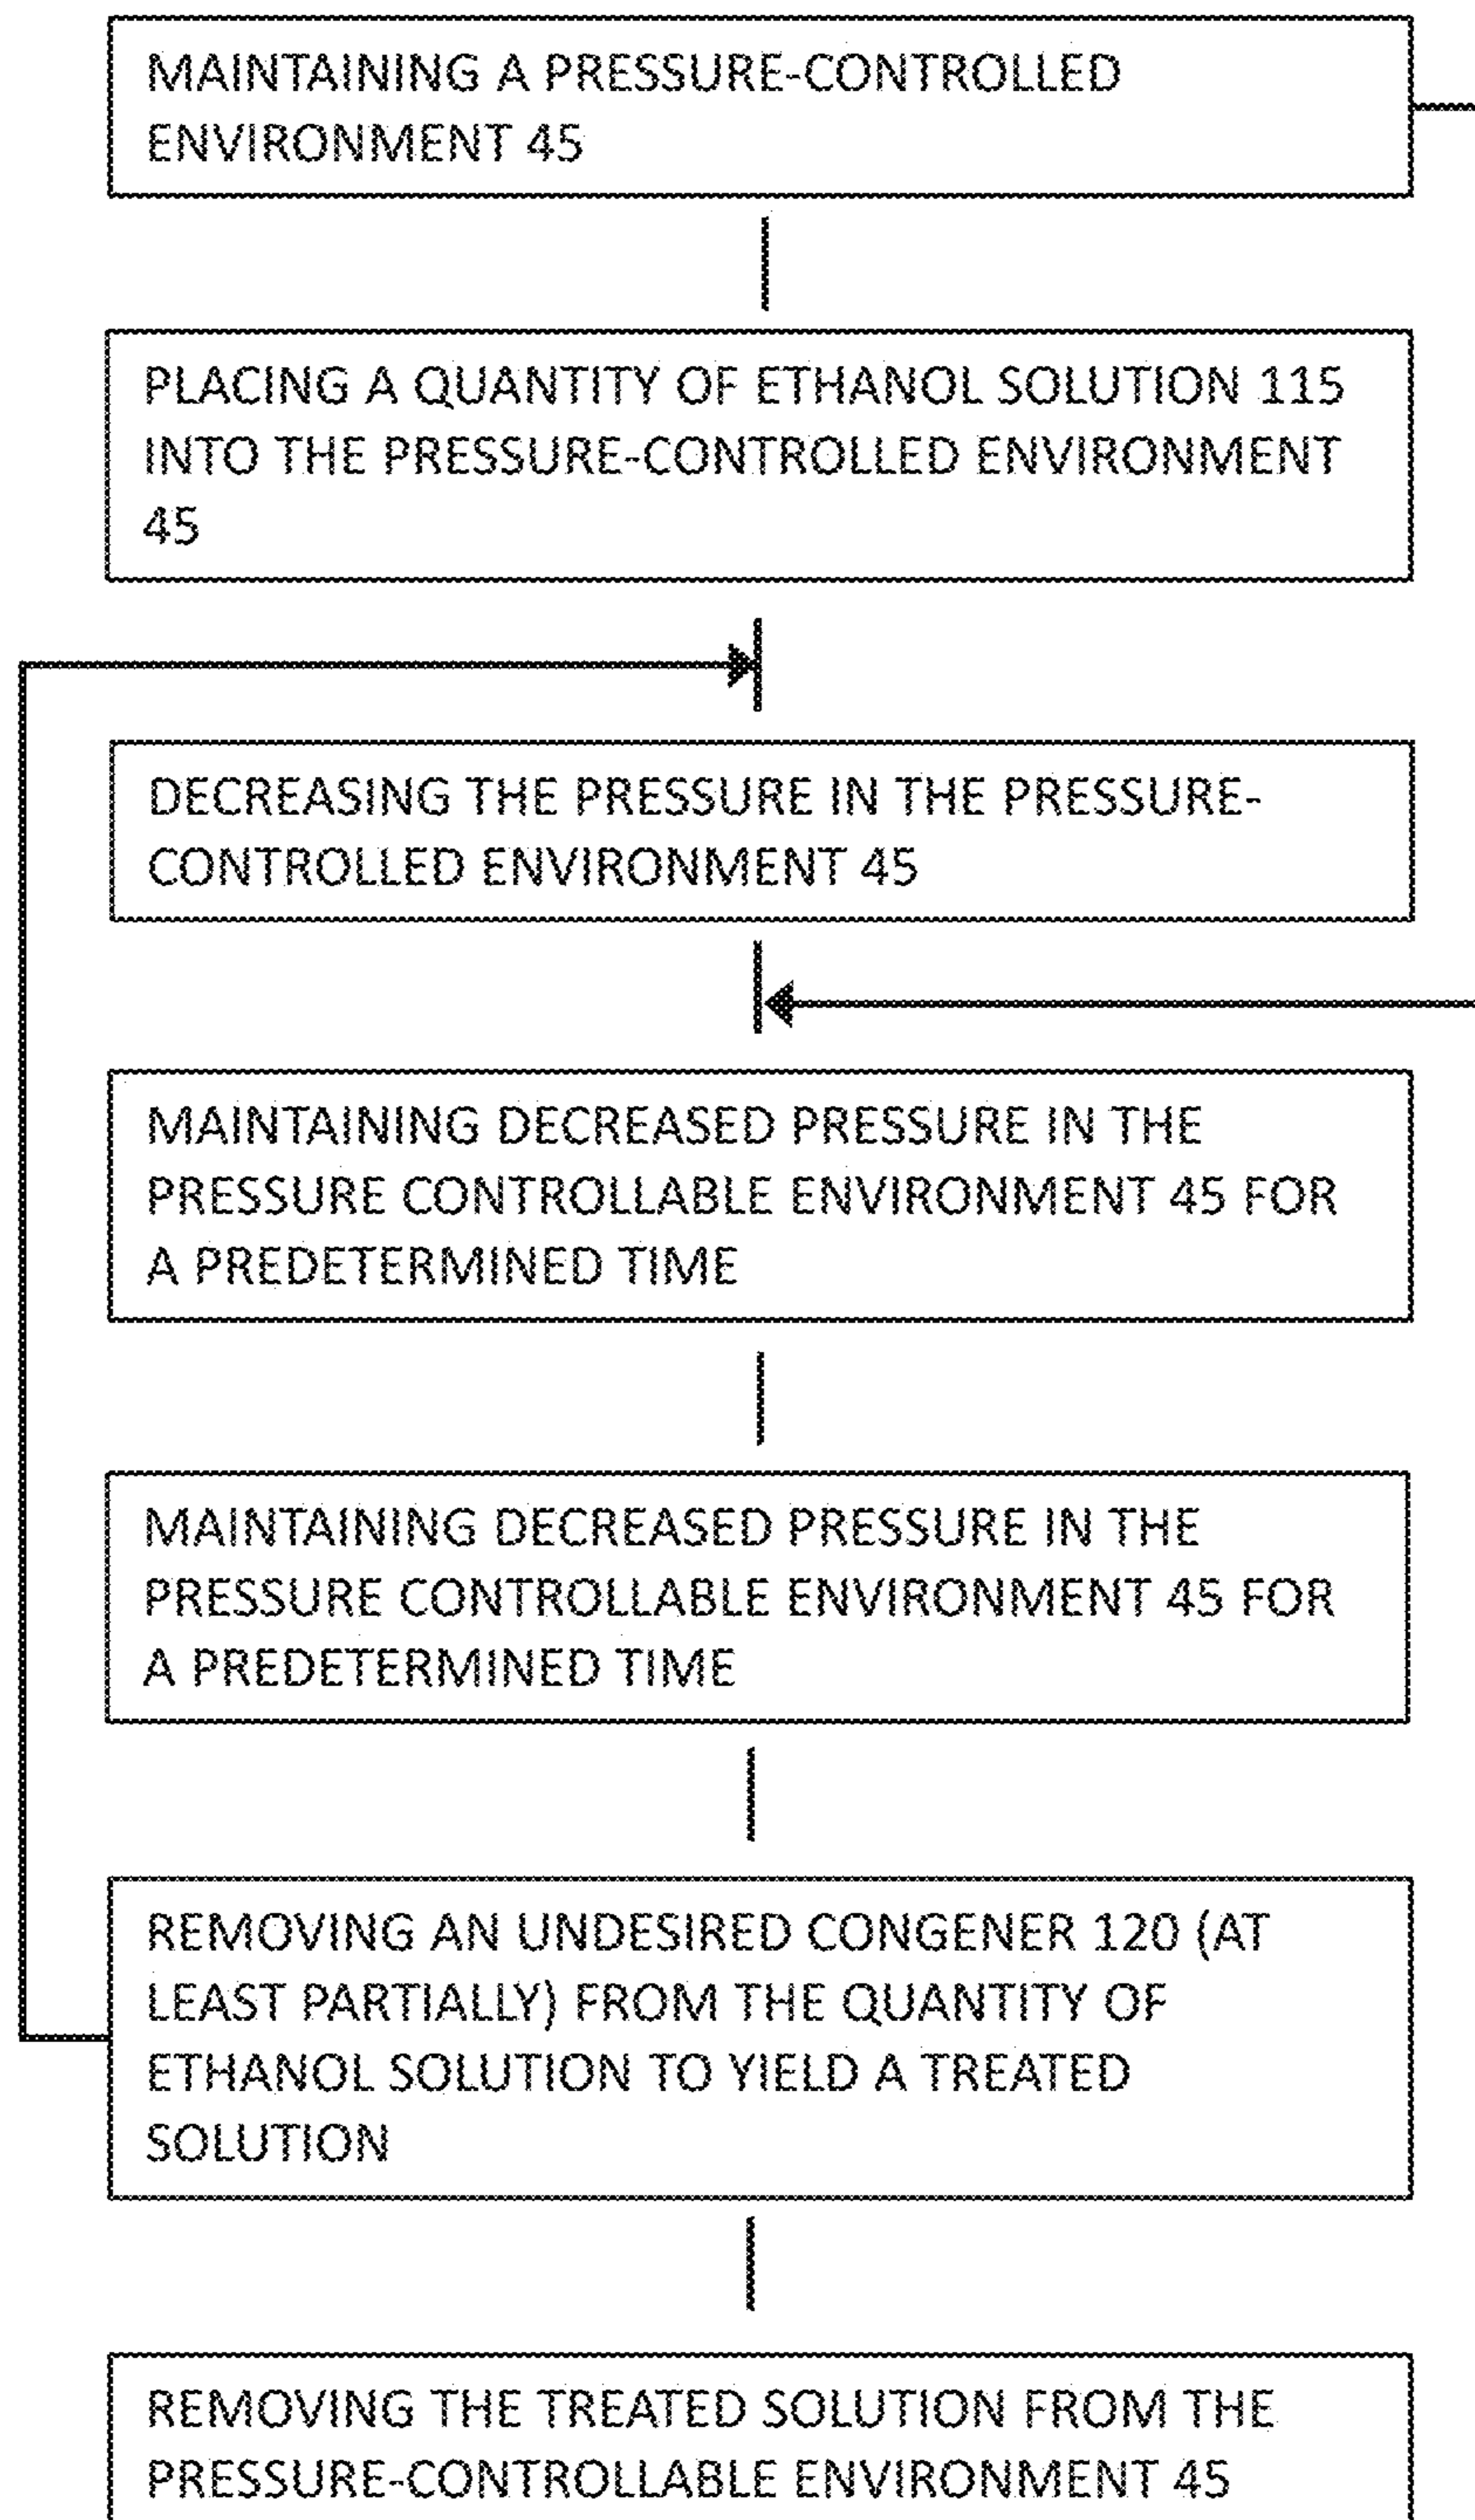 MAINTAINING A PRESSURE-CONTROLLED
ENVIRONMENT 45
PLACING A QUANTITY OF ETHANOL SOLUTION 115
INTO THE PRESSURE-CONTROLLED ENVIRONMENT
45
DECREASING THE PRESSURE IN THE PRESSURE-
CONTROLLED ENVIRONMENT 45
MAINTAINING DECREASED PRESSURE IN THE
PRESSURE CONTROLLABLE ENVIRONMENT 45 FOR
A PREDETERMINED TIME
MAINTAINING DECREASED PRESSURE IN THE
PRESSURE CONTROLLABLE ENVIRONMENT 45 FOR
A PREDETERMINED TIME
REMOVING AN UNDESIRED CONGENER 120 (AT
LEAST PARTIALLY) FROM THE QUANTITY OF
ETHANOL SOLUTION TO YIELD A TREATED
SOLUTION
REMOVING THE TREATED SOLUTION FROM THE
PRESSURE-CONTROLLABLE ENVIRONMENT 45